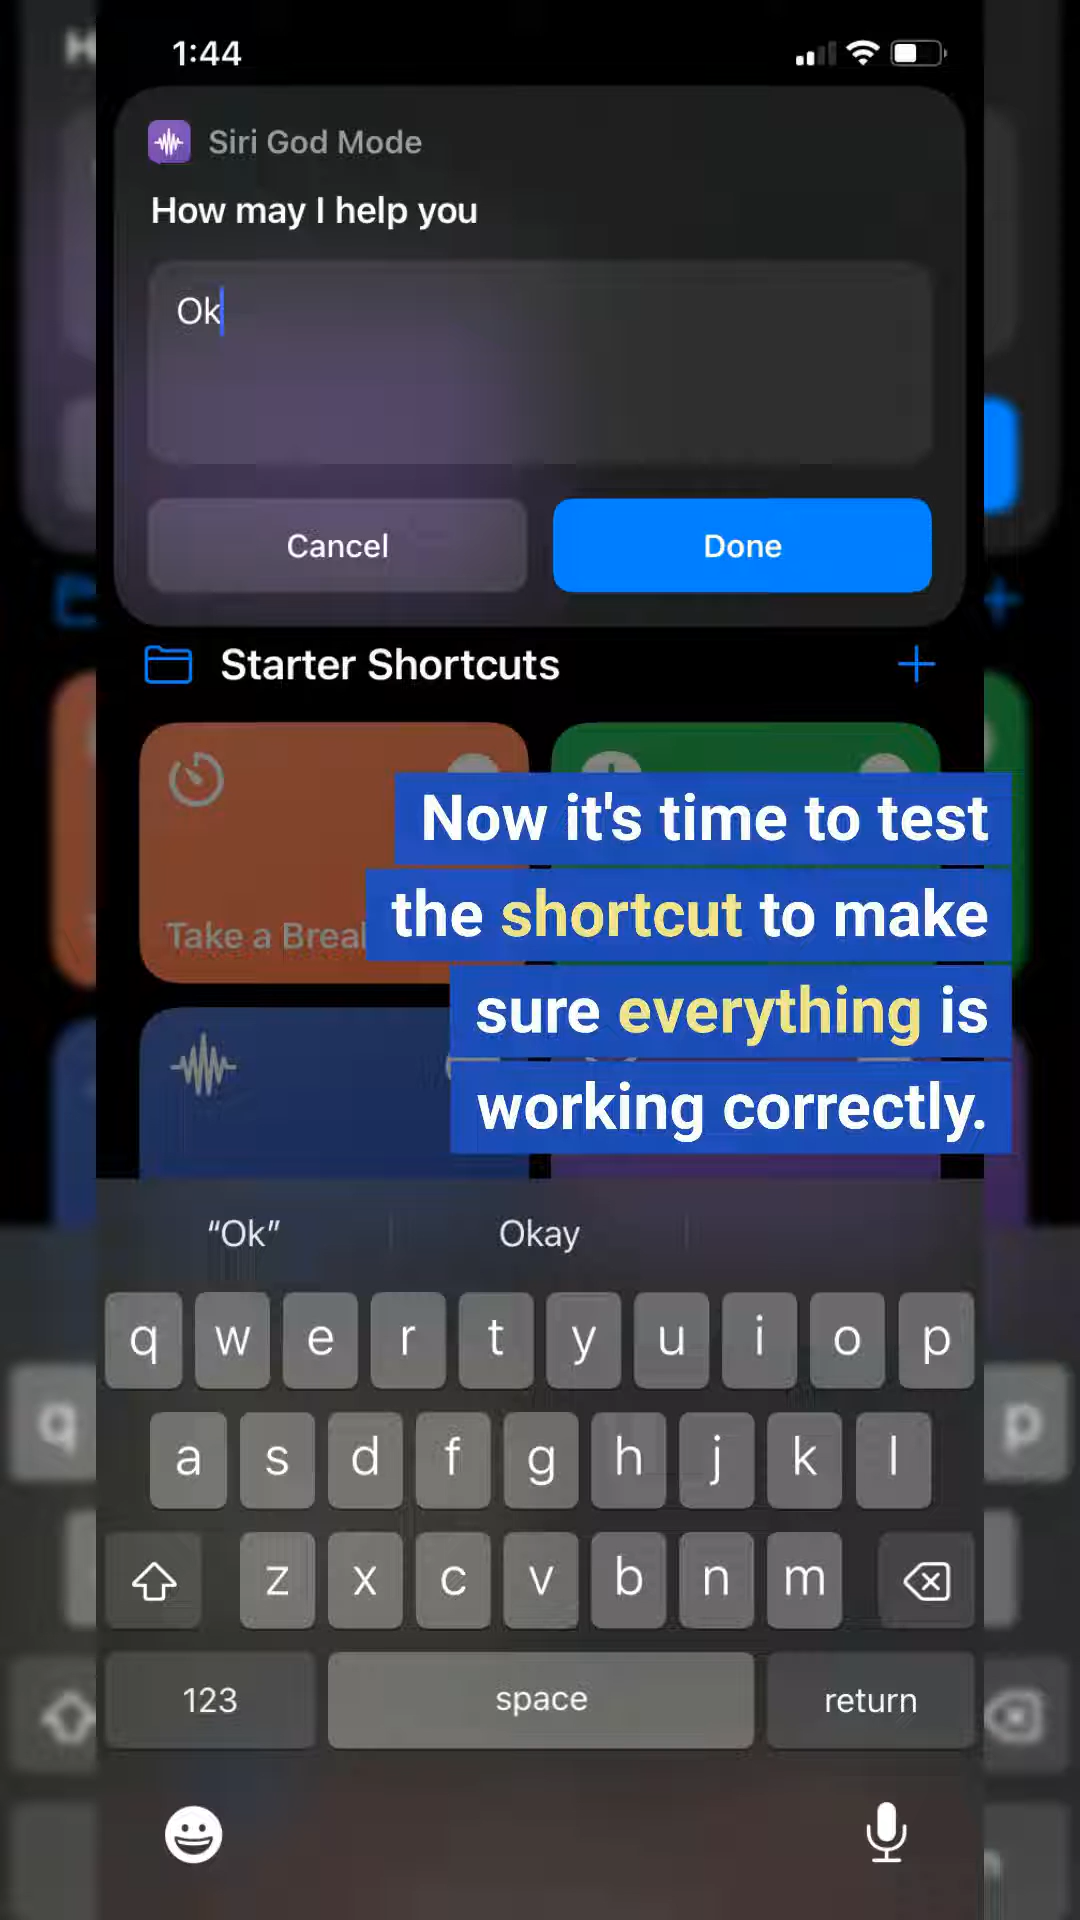 1:44
Siri God Mode
How may I help you
Ok
Cancel
Done
Starter Shortcuts
Take a Brea
Now it's time to test
the shortcut to make
sure everything is
working correctly.
“Ok”
Okay
q w e r t y u i o p
a s d f g h j k l
z x c v b n m
123
space
return